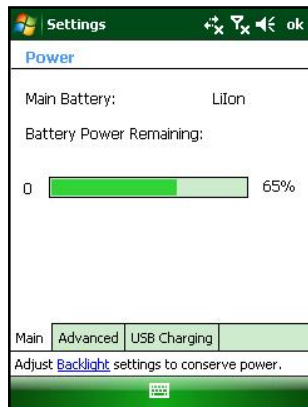 Settings ok
Power
Main Battery: LiIon
Battery Power Remaining:
0 65%
Main Advanced USB Charging
Adjust Backlight settings to conserve power.